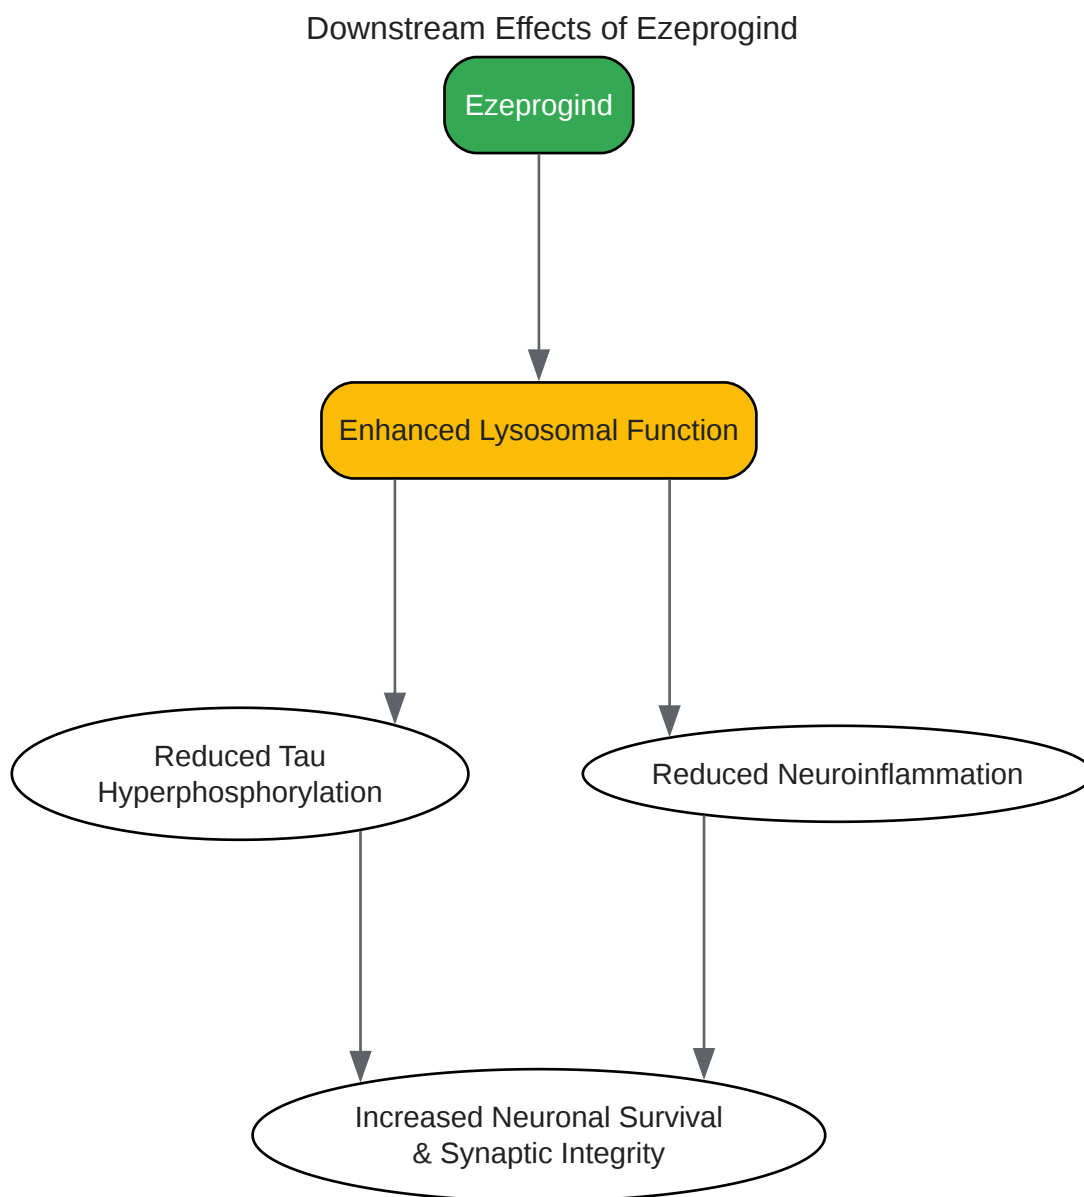 Downstream Effects of Ezeprogind
Ezeprogind
Enhanced Lysosomal Function
Reduced Tau
Hyperphosphorylation
Reduced Neuroinflammation
Increased Neuronal Survival
& Synaptic Integrity